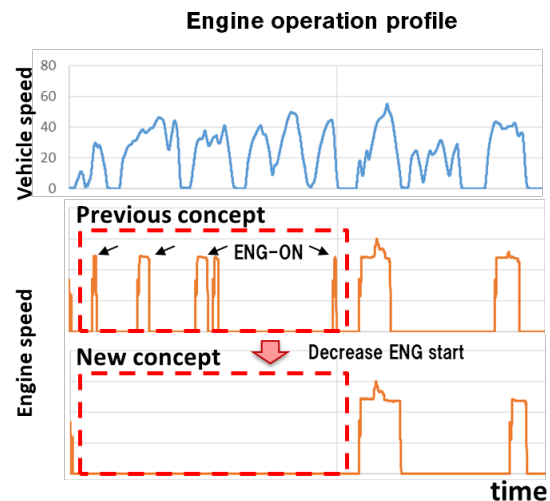 Engine operation profile
Vehicle speed
80
60
40
20
0
Engine speed
Previous concept
ENG-ON
Decrease ENG start
New concept
time